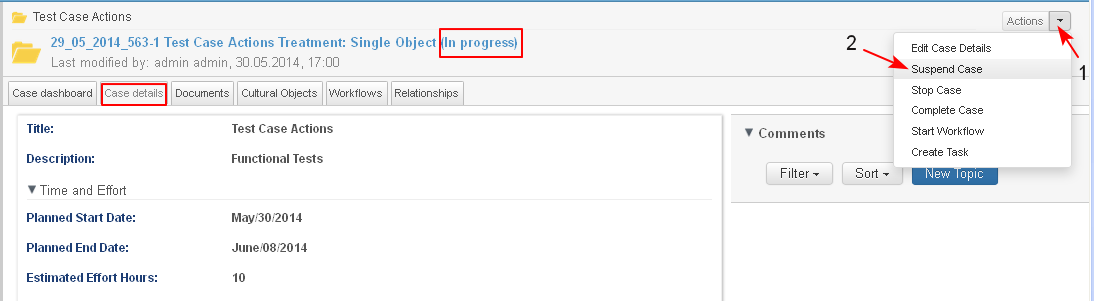 Test Case Actions
Actions
29_05_2014_563-1 Test Case Actions Treatment: Single Object (In progress)
Last modified by: admin admin, 30.05.2014, 17:00
2
1
Edit Case Details
Suspend Case
Stop Case
Complete Case
Start Workflow
Create Task
Case dashboard Case details Documents Cultural Objects Workflows Relationships
Title: Test Case Actions
Description: Functional Tests
Time and Effort
Planned Start Date: May/30/2014
Planned End Date: June/08/2014
Estimated Effort Hours: 10
Comments
Filter Sort New Topic